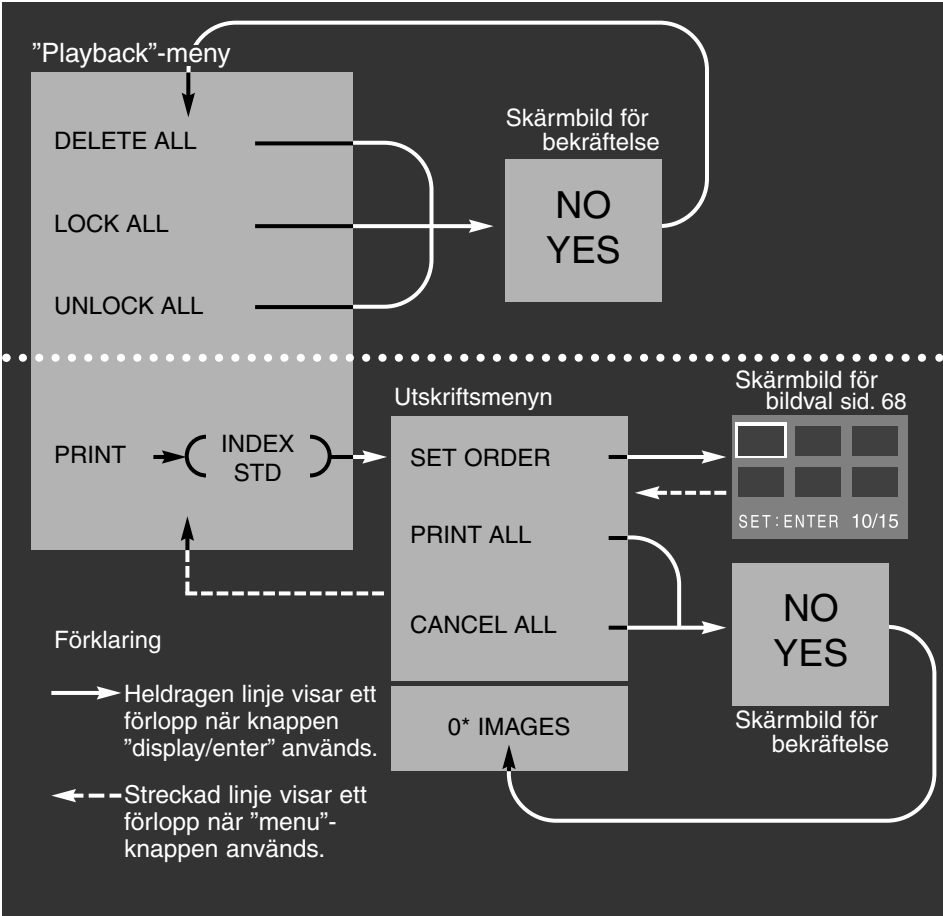 ”Playback”-meny
DELETE ALL
LOCK ALL
UNLOCK ALL
Skärmbild för
bekräftelse
NO
YES
PRINT
INDEX
STD
Utskriftsmenyn
SET ORDER
PRINT ALL
CANCEL ALL
0* IMAGES
Skärmbild för
bildval sid. 68
SET:ENTER 10/15
NO
YES
Skärmbild för
bekräftelse
Förklaring
Heldragen linje visar ett
förlopp när knappen
”display/enter” används.
Streckad linje visar ett
förlopp när ”menu”-
knappen används.